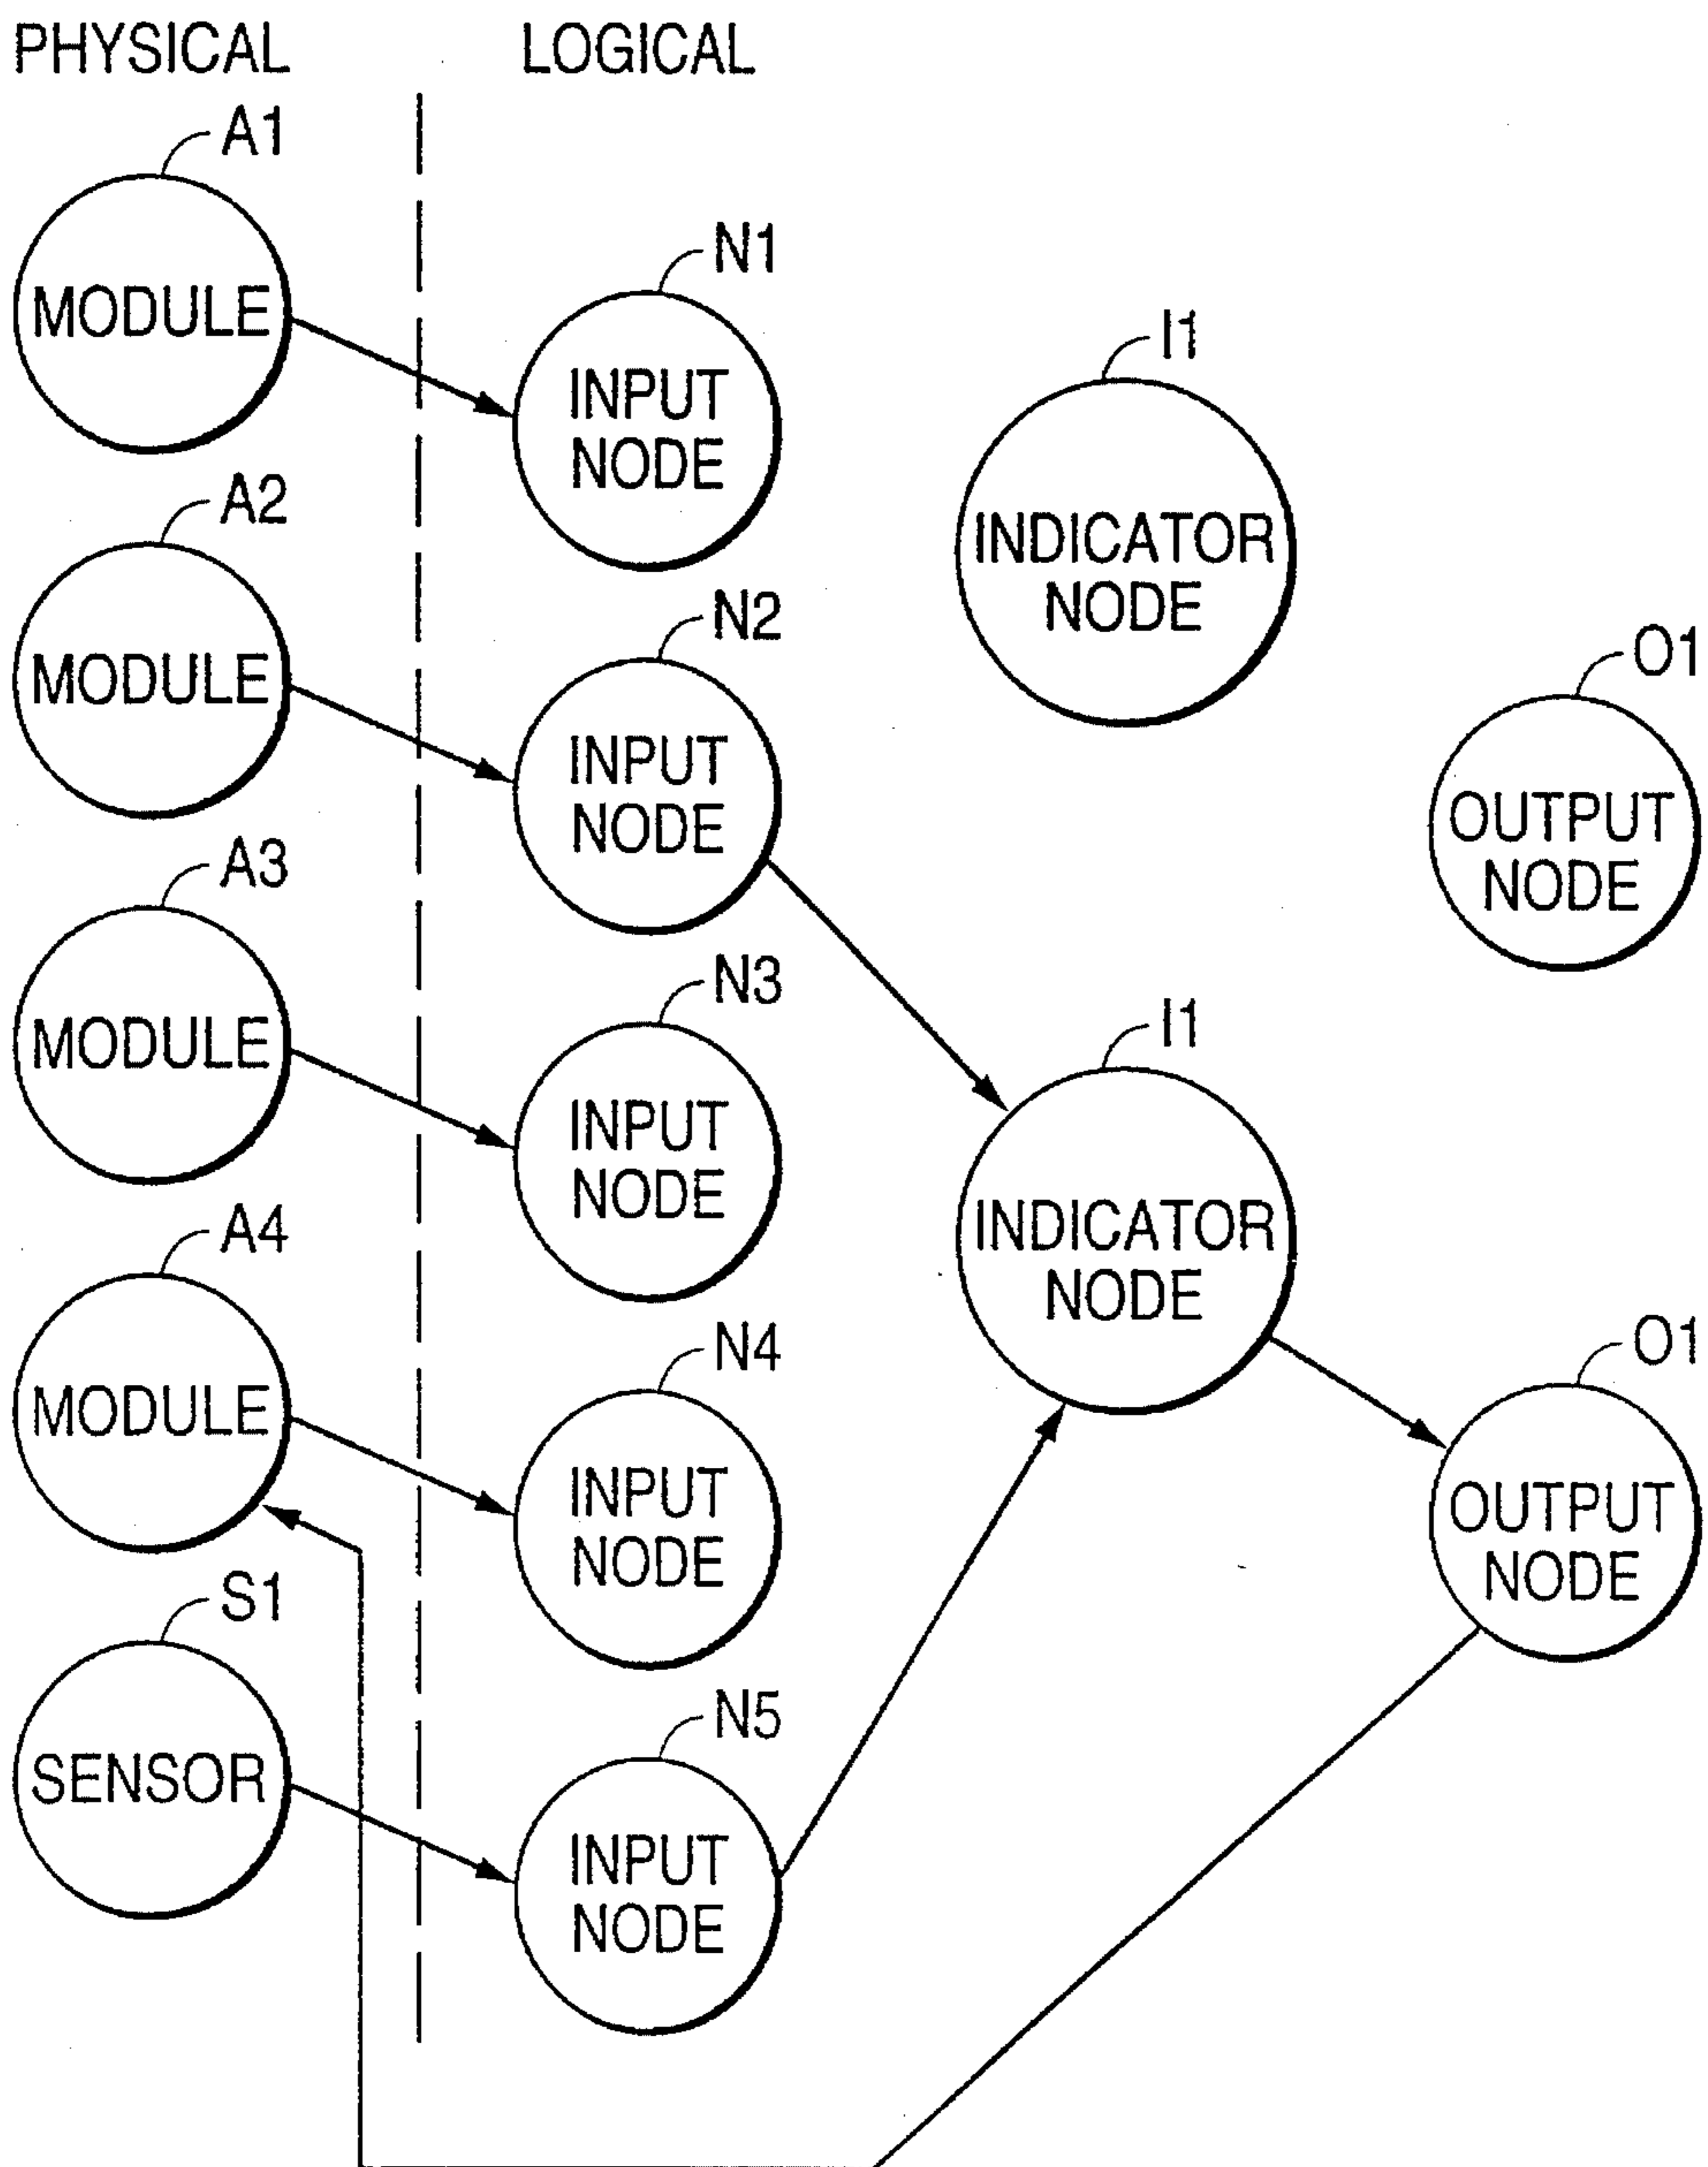 PHYSICAL
LOGICAL
A1
MODULE
N1
INPUT
NODE
I1
INDICATOR
NODE
A2
MODULE
N2
INPUT
NODE
O1
OUTPUT
NODE
A3
MODULE
N3
INPUT
NODE
I1
INDICATOR
NODE
A4
MODULE
N4
INPUT
NODE
O1
OUTPUT
NODE
S1
SENSOR
N5
INPUT
NODE